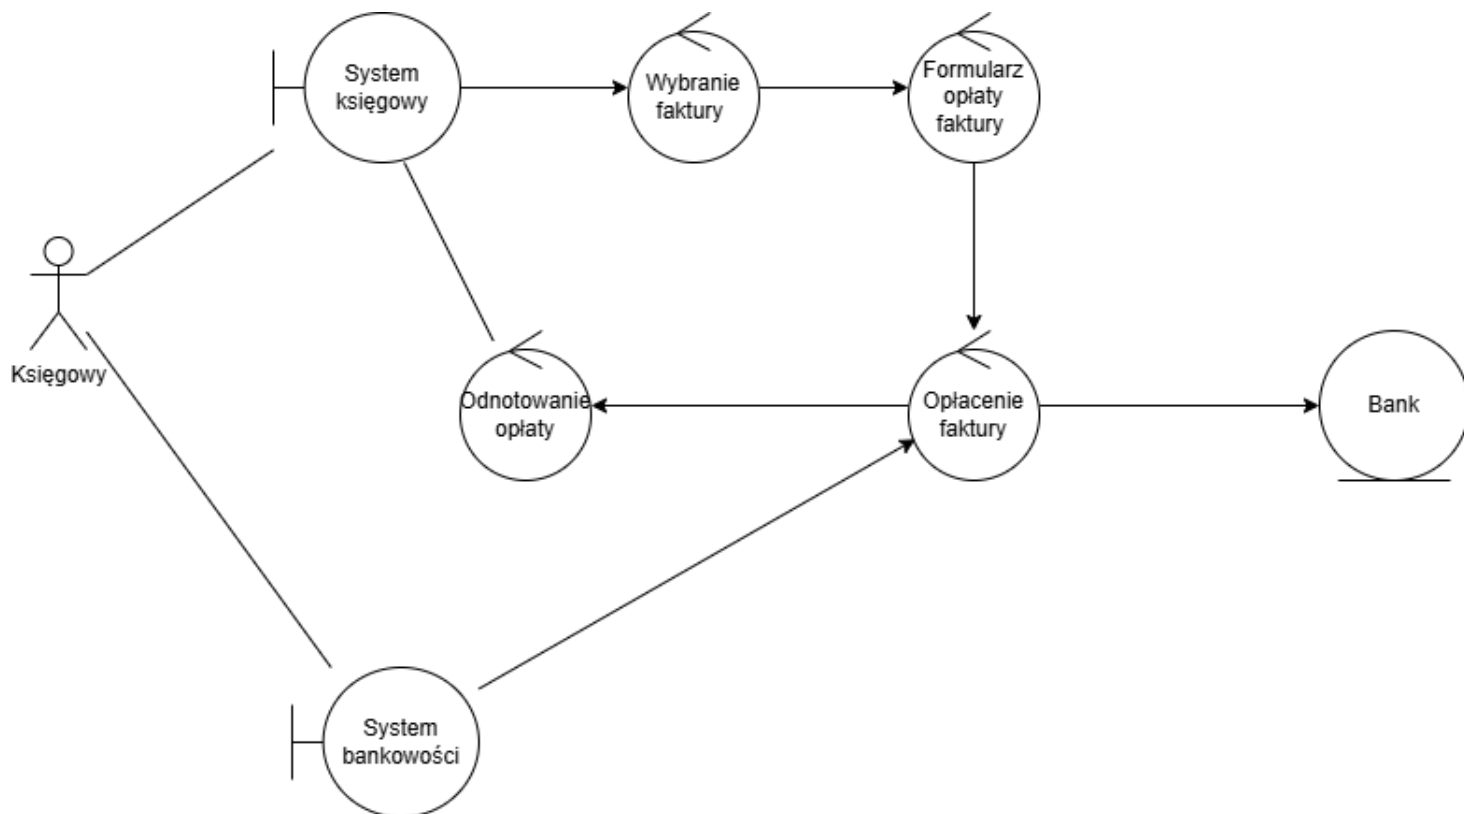 System
księgowy
Wybranie
faktury
Formularz
opłaty
faktury
Księgowy
Odnotowanie
opłaty
Opłacenie
faktury
Bank
System
bankowości